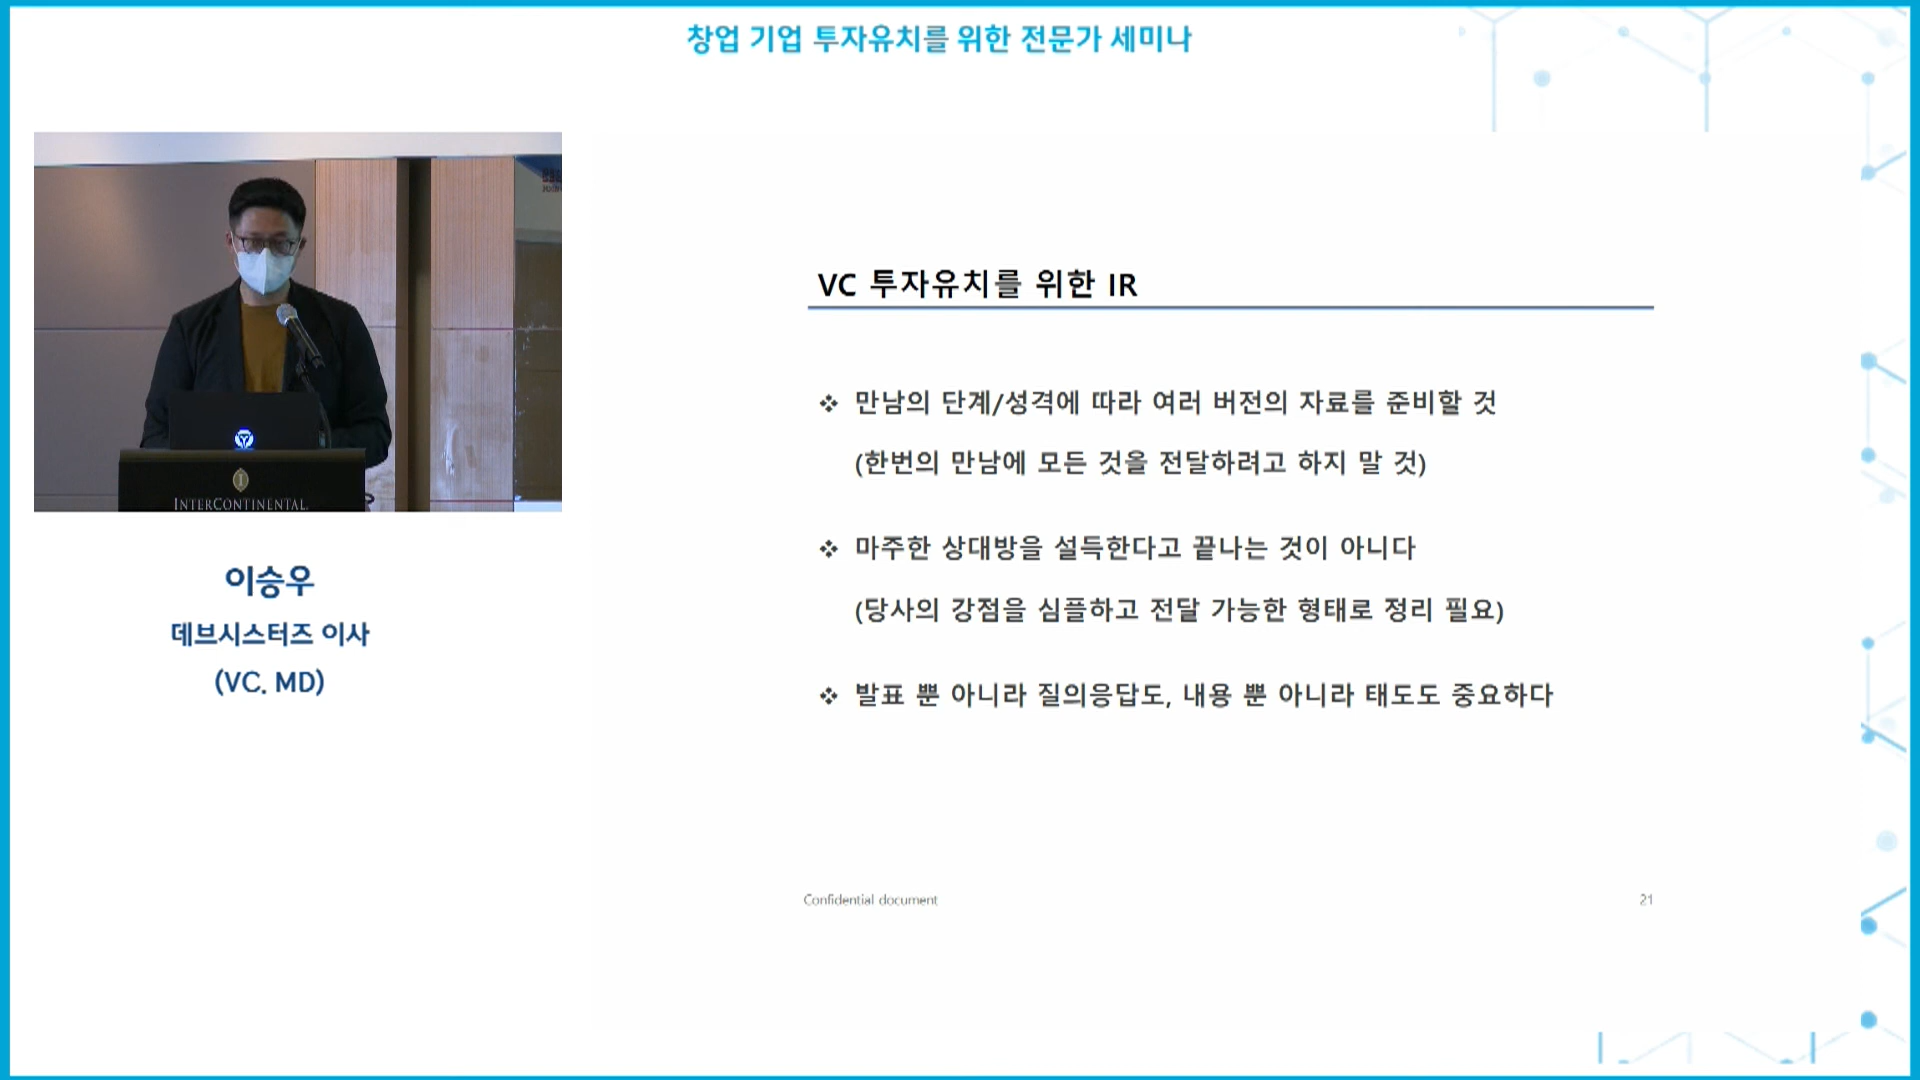 창업 기업 투자유치를 위한 전문가 세미나
INTERCONTINENTAL.
이승우
데브시스터즈 이사
(VC, MD)
VC 투자유치를 위한 IR
❖ 만남의 단계/성격에 따라 여러 버전의 자료를 준비할 것
(한번의 만남에 모든 것을 전달하려고 하지 말 것)
❖ 마주한 상대방을 설득한다고 끝나는 것이 아니다
(당사의 강점을 심플하고 전달 가능한 형태로 정리 필요)
❖ 발표 뿐 아니라 질의응답도, 내용 뿐 아니라 태도도 중요하다
Confidential document
21